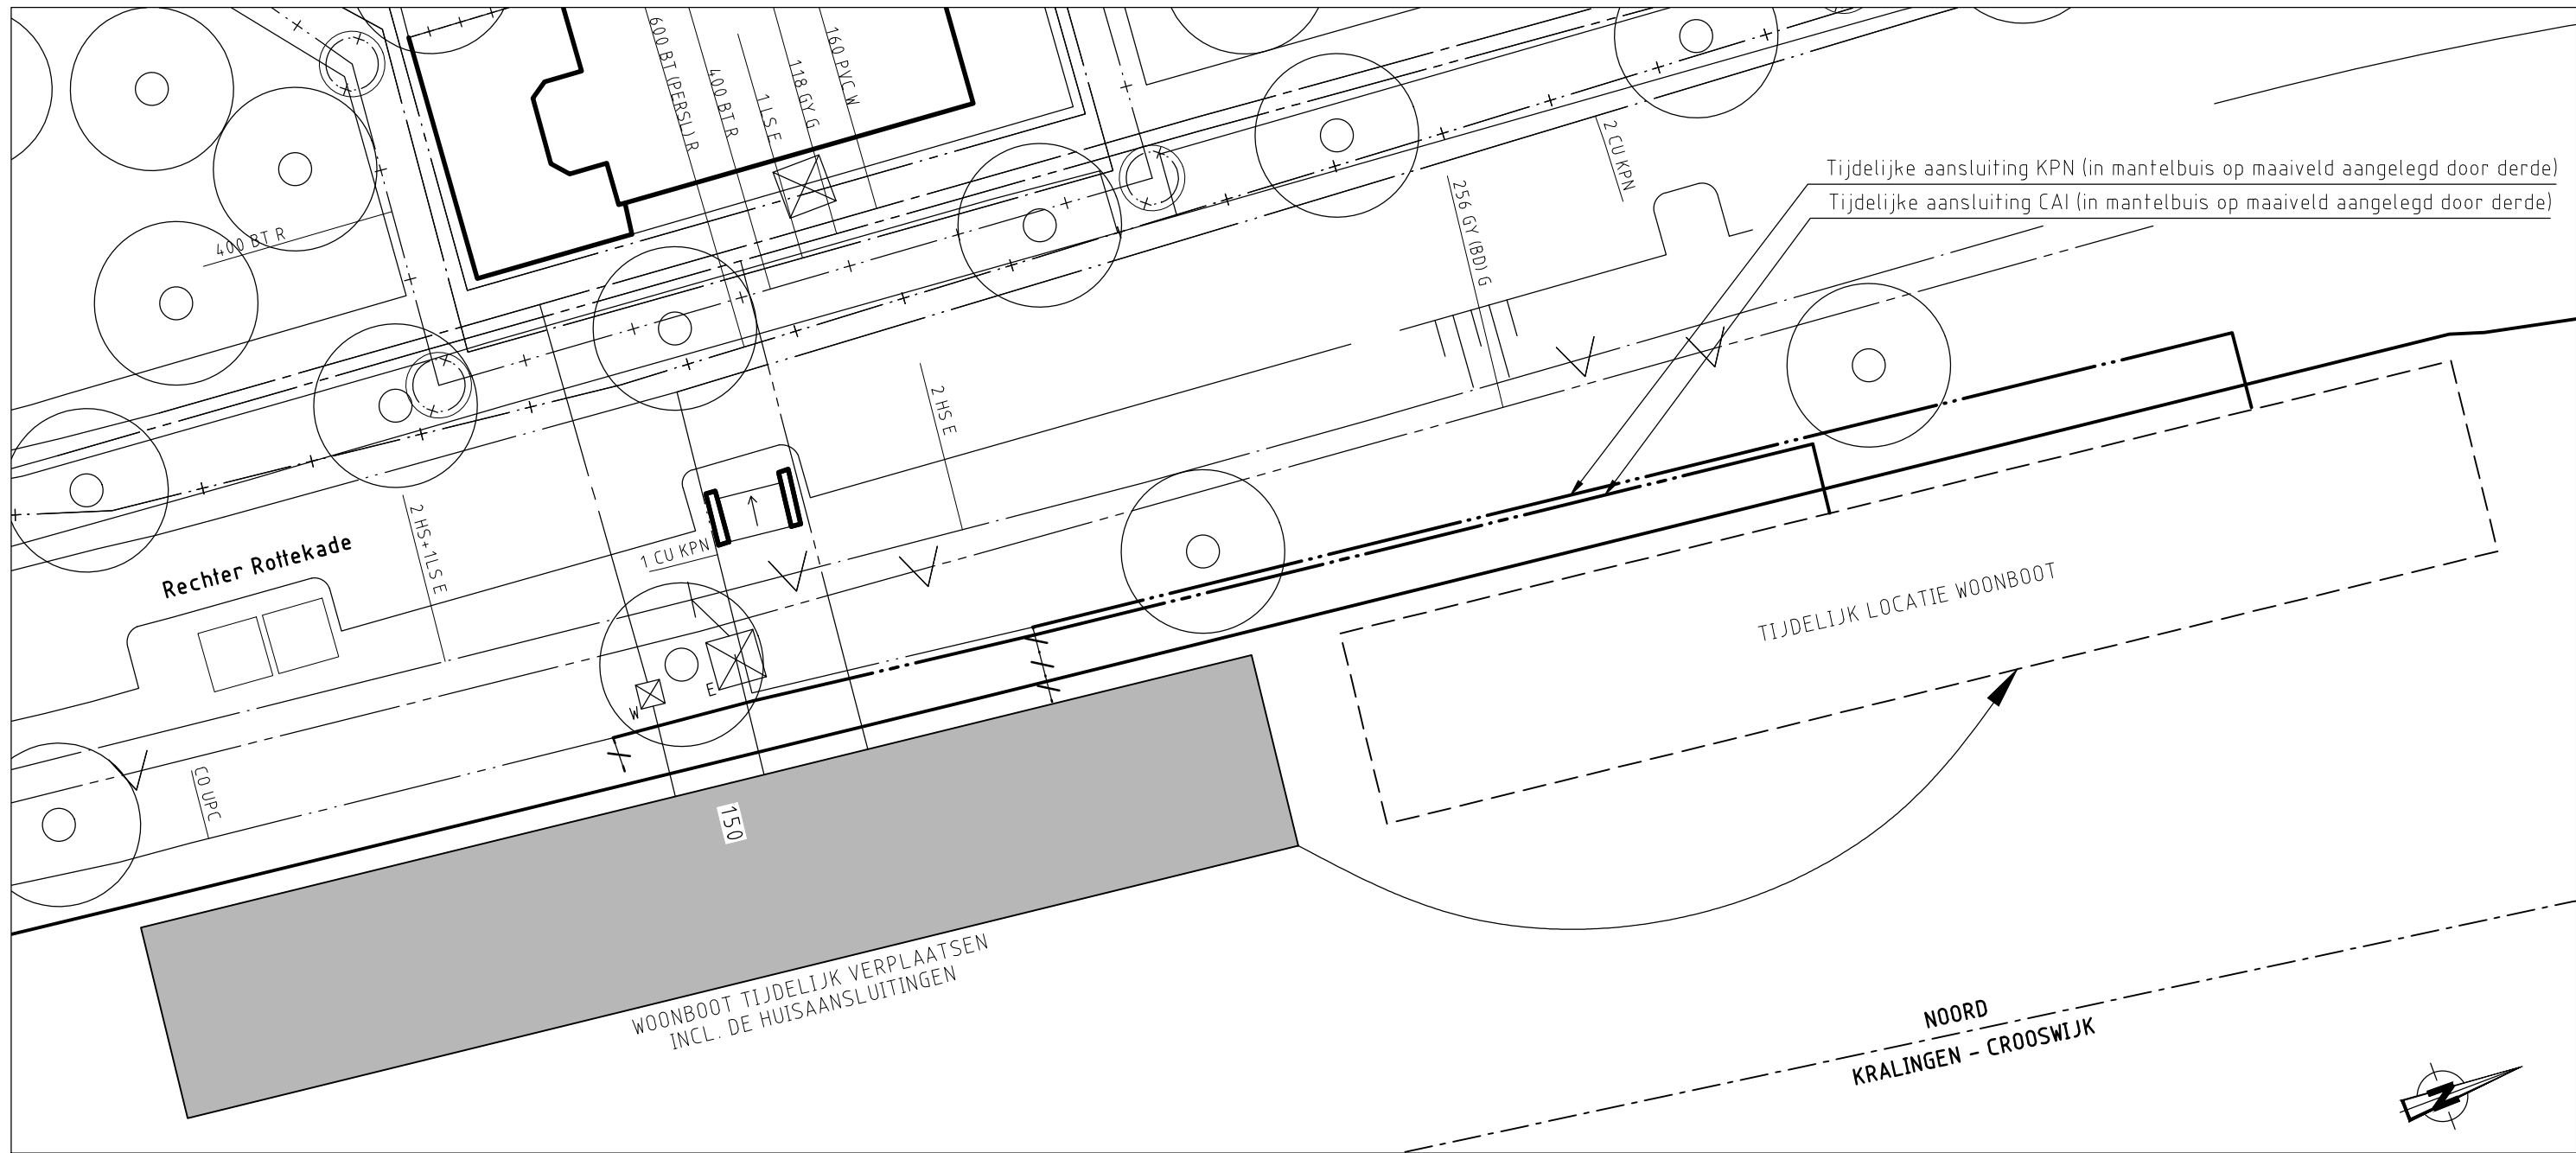 600 BT (PERSL) R
400 BT R
1 LS E
118 GY G
160 PVC W
2 CU KPN
Tijdelijke aansluiting KPN (in mantelbuis op maaiveld aangelegd door derde)
Tijdelijke aansluiting CAI (in mantelbuis op maaiveld aangelegd door derde)
256 GY (BD) G
400 BT R
2 HS E
2 HS+1LS E
1 CU KPN
Rechter Rottekade
TIJDELIJK LOCATIE WOONBOOT
E
W
CO UPC
150
WOONBOOT TIJDELIJK VERPLAATSEN
INCL. DE HUISAANSLUITINGEN
NOORD
KRALINGEN - CROOSWIJK
N